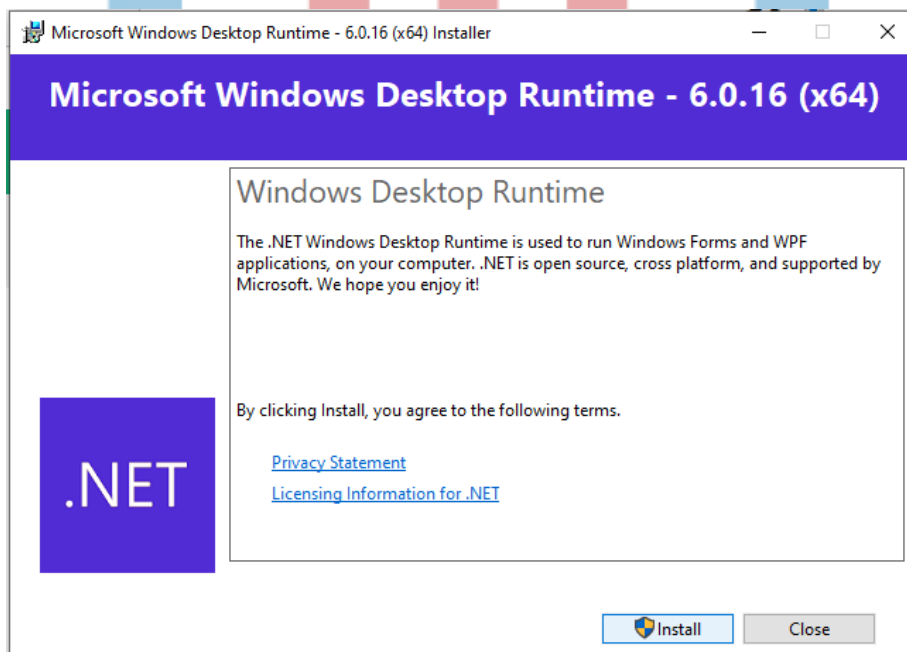 Microsoft Windows Desktop Runtime - 6.0.16 (x64) Installer
Microsoft Windows Desktop Runtime - 6.0.16 (x64)
Windows Desktop Runtime
The .NET Windows Desktop Runtime is used to run Windows Forms and WPF
applications, on your computer. .NET is open source, cross platform, and supported by
Microsoft. We hope you enjoy it!
By clicking Install, you agree to the following terms.
Privacy Statement
Licensing Information for .NET
.NET
Install
Close